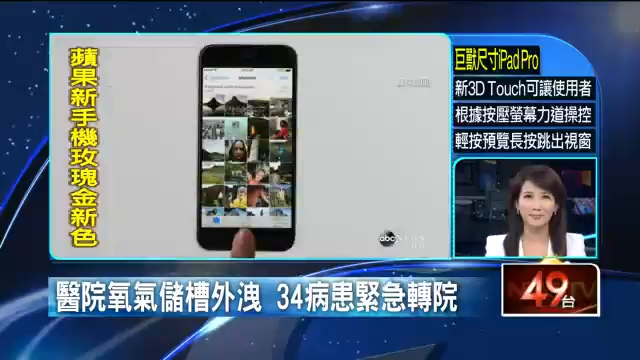 蘋果新手機玫瑰金新色
巨獸尺寸iPad Pro
新3D Touch可讓使用者
根據按壓螢幕力道操控
輕按預覽長按跳出視窗
abc NEWS
醫院氧氣儲槽外洩 34病患緊急轉院
49台